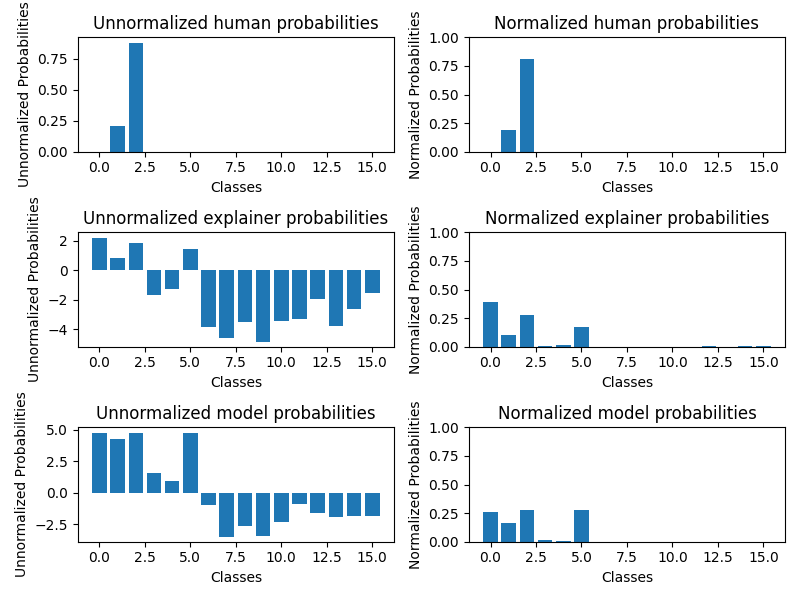 Unnormalized human probabilities
Normalized human probabilities
Unnormalized Probabilities
0.75
0.50
0.25
0.00
0.0 2.5 5.0 7.5 10.0 12.5 15.0
Classes
Normalized Probabilities
1.00
0.75
0.50
0.25
0.00
0.0 2.5 5.0 7.5 10.0 12.5 15.0
Classes
Unnormalized explainer probabilities
Normalized explainer probabilities
Unnormalized Probabilities
2
0
−2
−4
0.0 2.5 5.0 7.5 10.0 12.5 15.0
Classes
Normalized Probabilities
1.00
0.75
0.50
0.25
0.00
0.0 2.5 5.0 7.5 10.0 12.5 15.0
Classes
Unnormalized model probabilities
Normalized model probabilities
Unnormalized Probabilities
5.0
2.5
0.0
−2.5
0.0 2.5 5.0 7.5 10.0 12.5 15.0
Classes
Normalized Probabilities
1.00
0.75
0.50
0.25
0.00
0.0 2.5 5.0 7.5 10.0 12.5 15.0
Classes